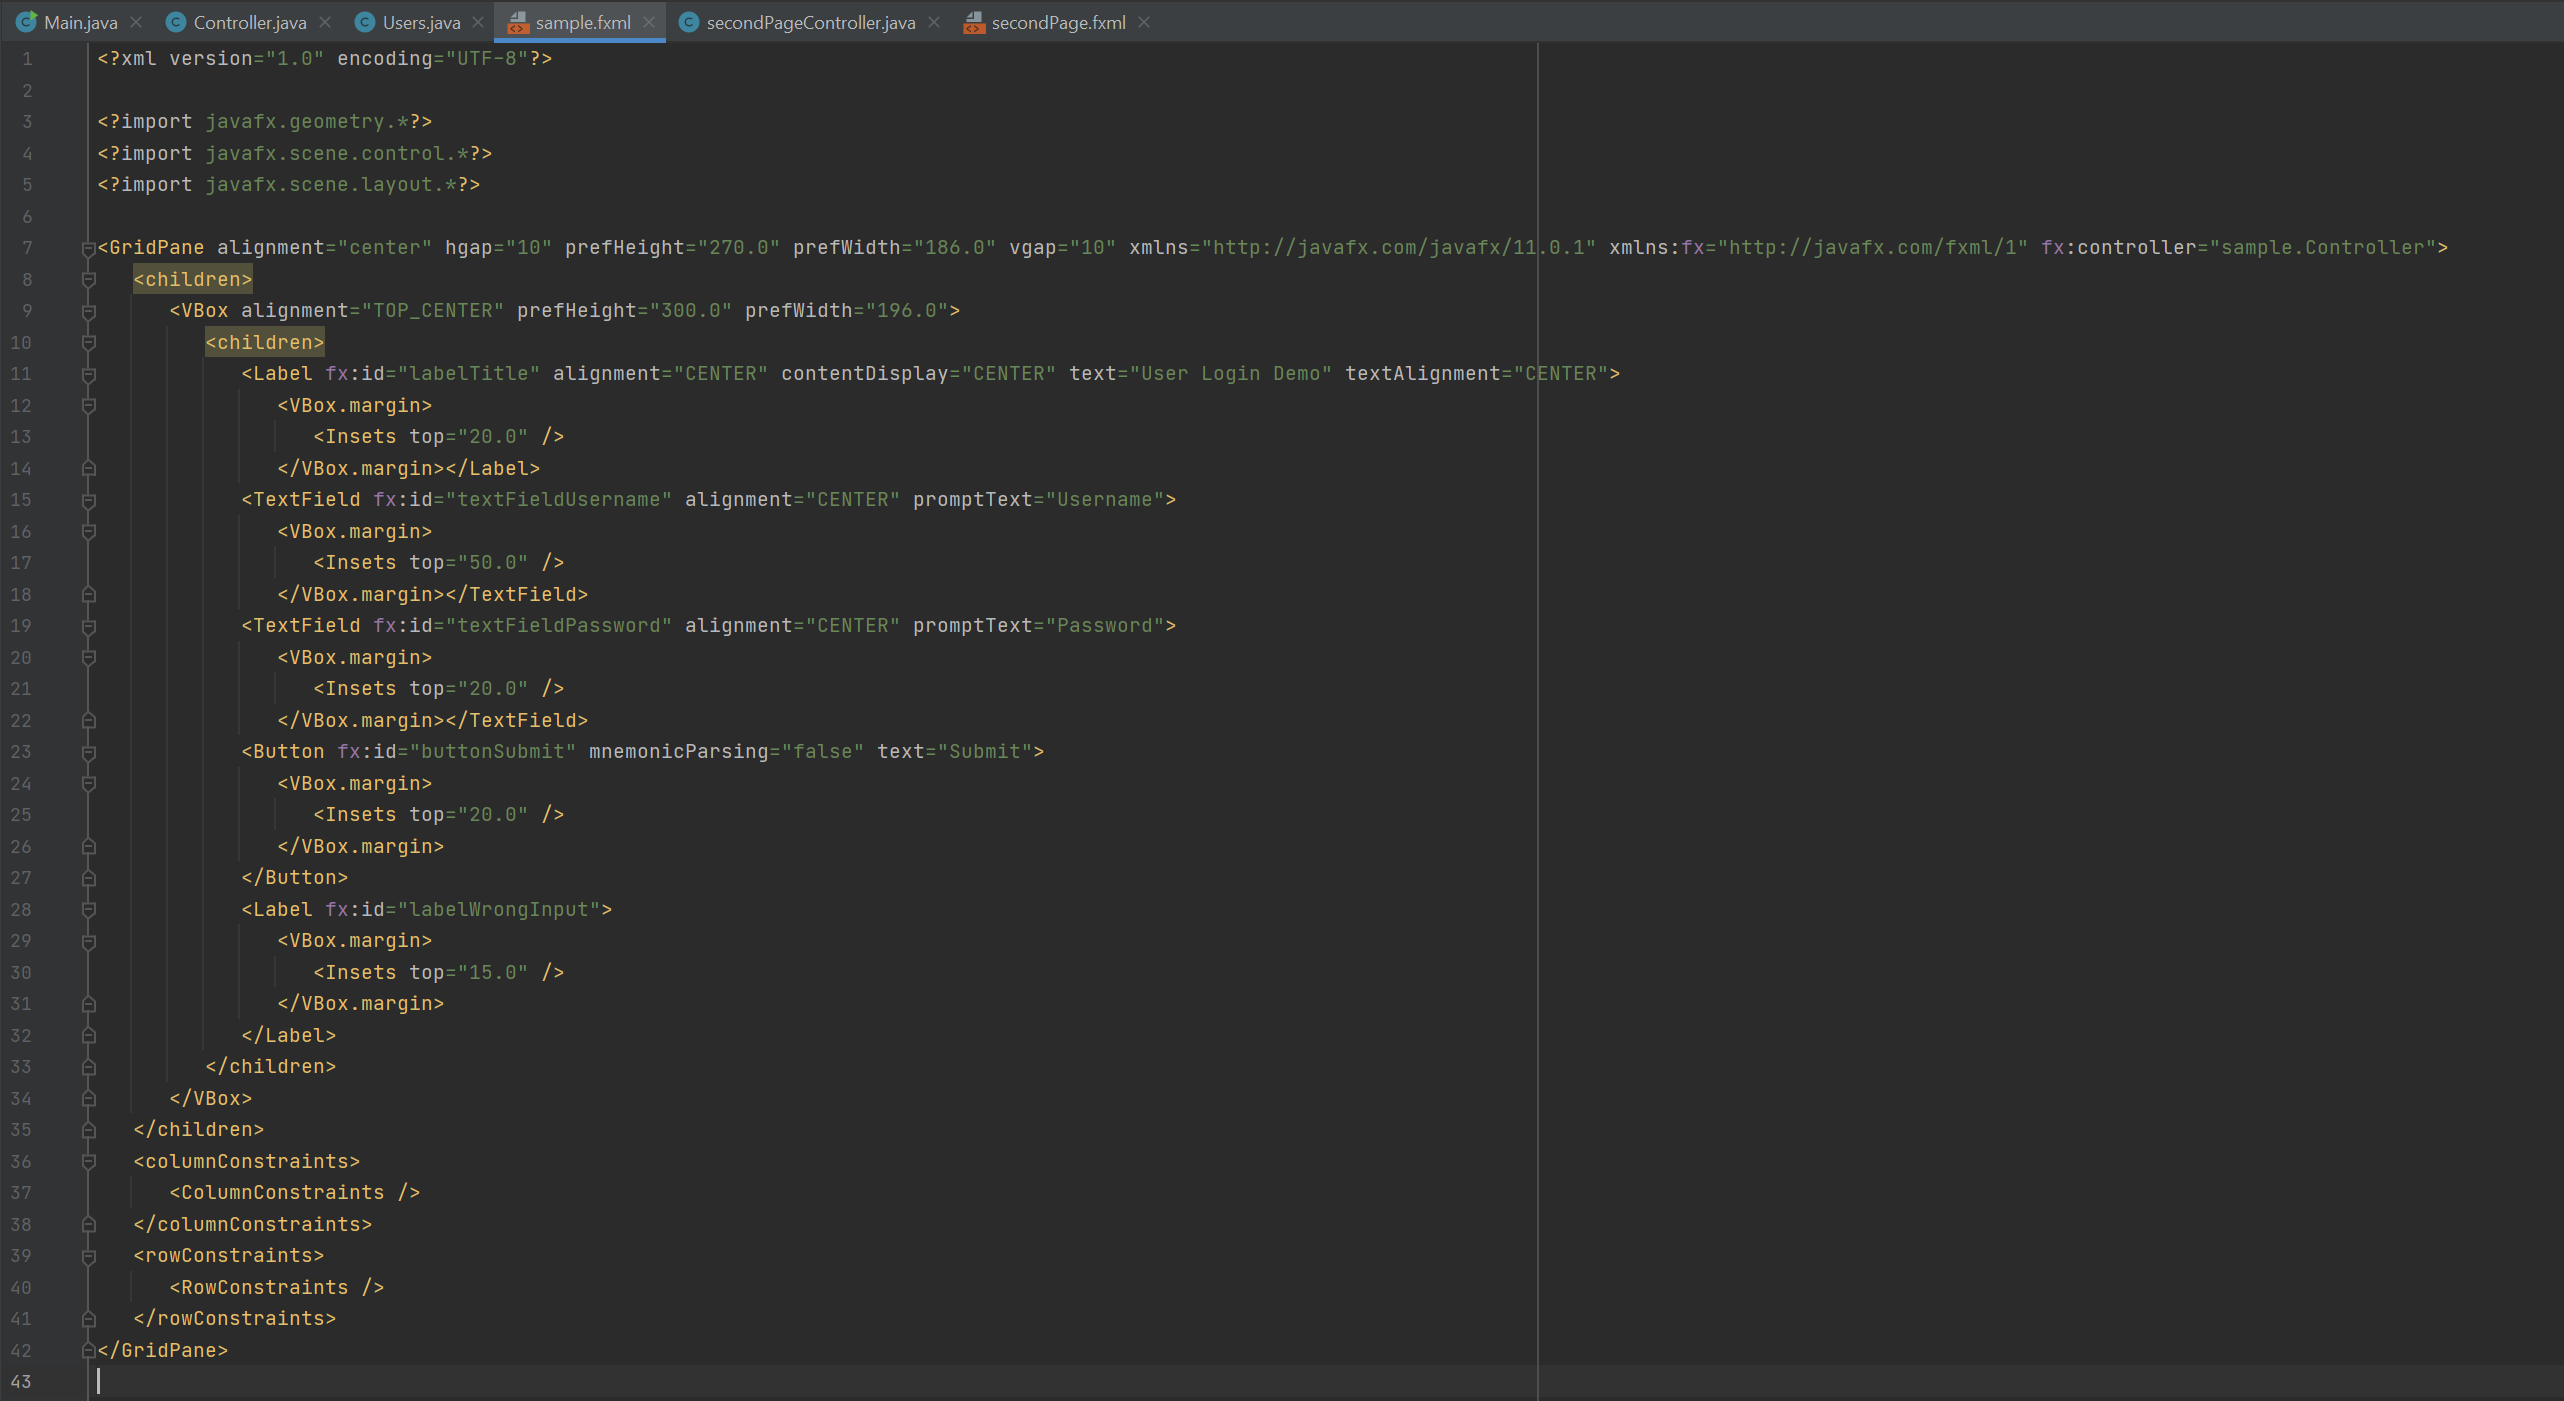 Main.java Controller.java Users.java sample.fxml secondPageController.java secondPage.fxml
1 <?xml version="1.0" encoding="UTF-8"?>
2
3 <?import javafx.geometry.*?>
4 <?import javafx.scene.control.*?>
5 <?import javafx.scene.layout.*?>
6
7 <GridPane alignment="center" hgap="10" prefHeight="270.0" prefWidth="186.0" vgap="10" xmlns="http://javafx.com/javafx/11.0.1" xmlns:fx="http://javafx.com/fxml/1" fx:controller="sample.Controller">
8 <children>
9 <VBox alignment="TOP_CENTER" prefHeight="300.0" prefWidth="196.0">
10 <children>
11 <Label fx:id="labelTitle" alignment="CENTER" contentDisplay="CENTER" text="User Login Demo" textAlignment="CENTER">
12 <VBox.margin>
13 <Insets top="20.0" />
14 </VBox.margin></Label>
15 <TextField fx:id="textFieldUsername" alignment="CENTER" promptText="Username">
16 <VBox.margin>
17 <Insets top="50.0" />
18 </VBox.margin></TextField>
19 <TextField fx:id="textFieldPassword" alignment="CENTER" promptText="Password">
20 <VBox.margin>
21 <Insets top="20.0" />
22 </VBox.margin></TextField>
23 <Button fx:id="buttonSubmit" mnemonicParsing="false" text="Submit">
24 <VBox.margin>
25 <Insets top="20.0" />
26 </VBox.margin>
27 </Button>
28 <Label fx:id="labelWrongInput">
29 <VBox.margin>
30 <Insets top="15.0" />
31 </VBox.margin>
32 </Label>
33 </children>
34 </VBox>
35 </children>
36 <columnConstraints>
37 <ColumnConstraints />
38 </columnConstraints>
39 <rowConstraints>
40 <RowConstraints />
41 </rowConstraints>
42 </GridPane>
43